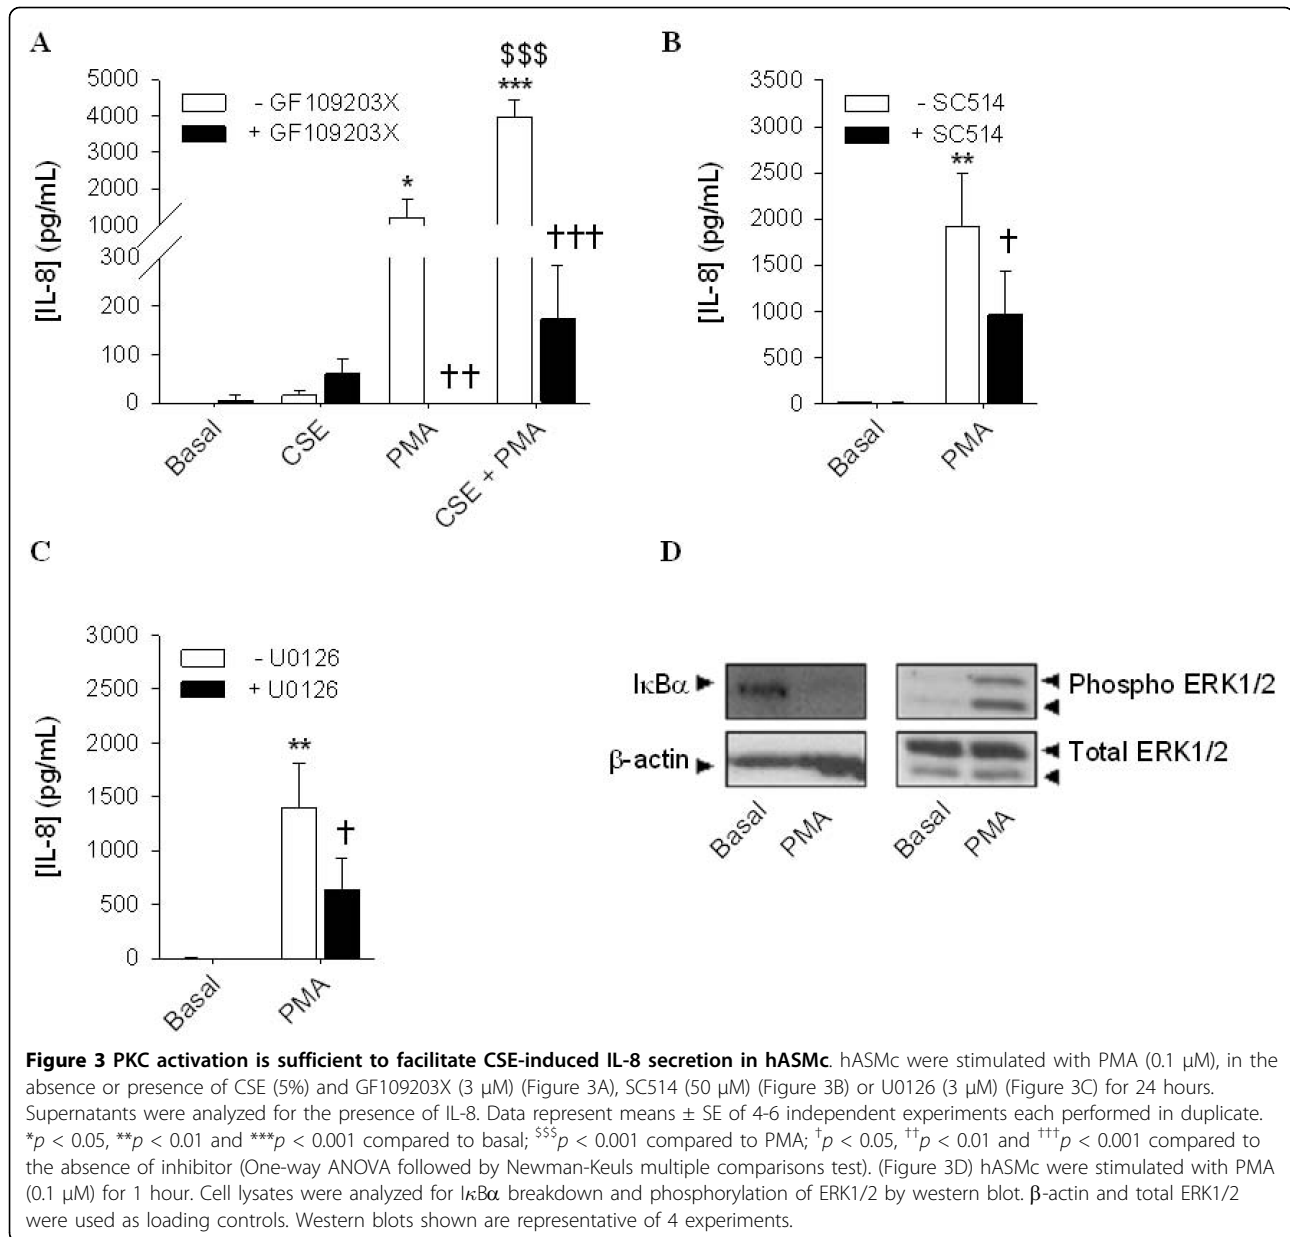 A
[IL-8] (pg/mL)
5000
4000
3000
2000
1000
300
200
100
0
- GF109203X
+ GF109203X
*
††
$$$
***
†††
Basal
CSE
PMA
CSE + PMA
B
[IL-8] (pg/mL)
3500
3000
2500
2000
1500
1000
500
0
- SC514
+ SC514
**
†
Basal
PMA
C
[IL-8] (pg/mL)
3000
2500
2000
1500
1000
500
0
- U0126
+ U0126
**
†
Basal
PMA
D
IκBα
β-actin
Basal
PMA
Phospho ERK1/2
Total ERK1/2
Basal
PMA
Figure 3 PKC activation is sufficient to facilitate CSE-induced IL-8 secretion in hASMc. hASMc were stimulated with PMA (0.1 μM), in the
absence or presence of CSE (5%) and GF109203X (3 μM) (Figure 3A), SC514 (50 μM) (Figure 3B) or U0126 (3 μM) (Figure 3C) for 24 hours.
Supernatants were analyzed for the presence of IL-8. Data represent means ± SE of 4-6 independent experiments each performed in duplicate.
*p < 0.05, **p < 0.01 and ***p < 0.001 compared to basal; $$$p < 0.001 compared to PMA; †p < 0.05, ††p < 0.01 and †††p < 0.001 compared to
the absence of inhibitor (One-way ANOVA followed by Newman-Keuls multiple comparisons test). (Figure 3D) hASMc were stimulated with PMA
(0.1 μM) for 1 hour. Cell lysates were analyzed for IκBα breakdown and phosphorylation of ERK1/2 by western blot. β-actin and total ERK1/2
were used as loading controls. Western blots shown are representative of 4 experiments.